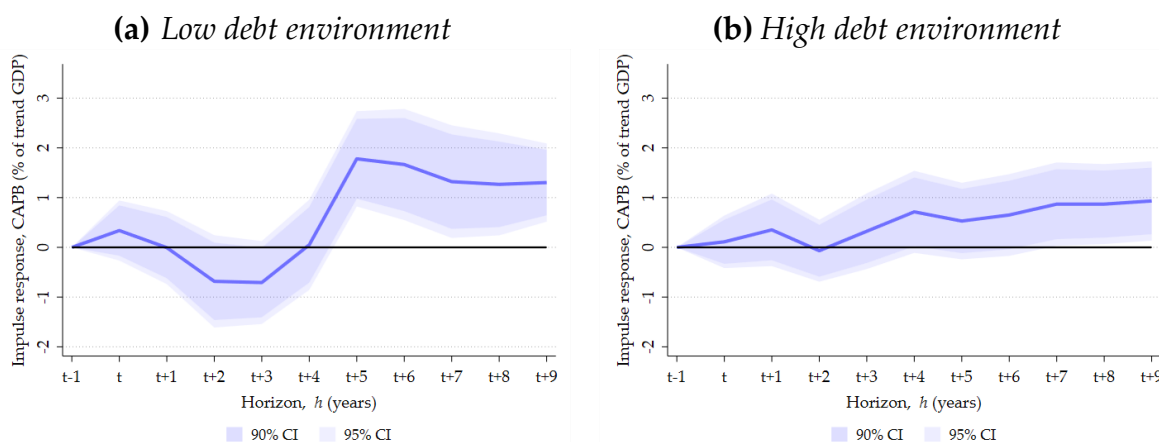 (a) Low debt environment
Impulse response, CAPB (% of trend GDP)
3
2
1
0
-1
-2
t-1 t t+1 t+2 t+3 t+4 t+5 t+6 t+7 t+8 t+9
Horizon, h (years)
90% CI 95% CI
(b) High debt environment
Impulse response, CAPB (% of trend GDP)
3
2
1
0
-1
-2
t-1 t t+1 t+2 t+3 t+4 t+5 t+6 t+7 t+8 t+9
Horizon, h (years)
90% CI 95% CI